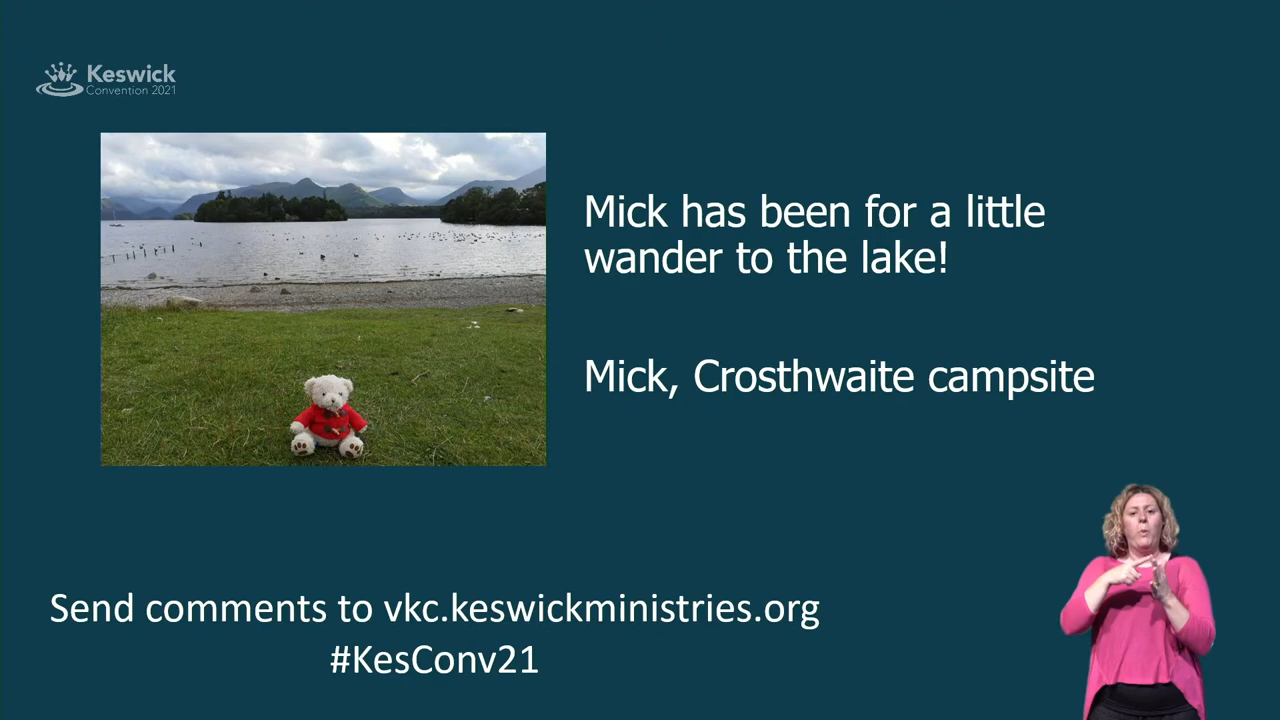 Keswick
Convention 2021
Mick has been for a little
wander to the lake!
Mick, Crosthwaite campsite
Send comments to vkc.keswickministries.org
#KesConv21